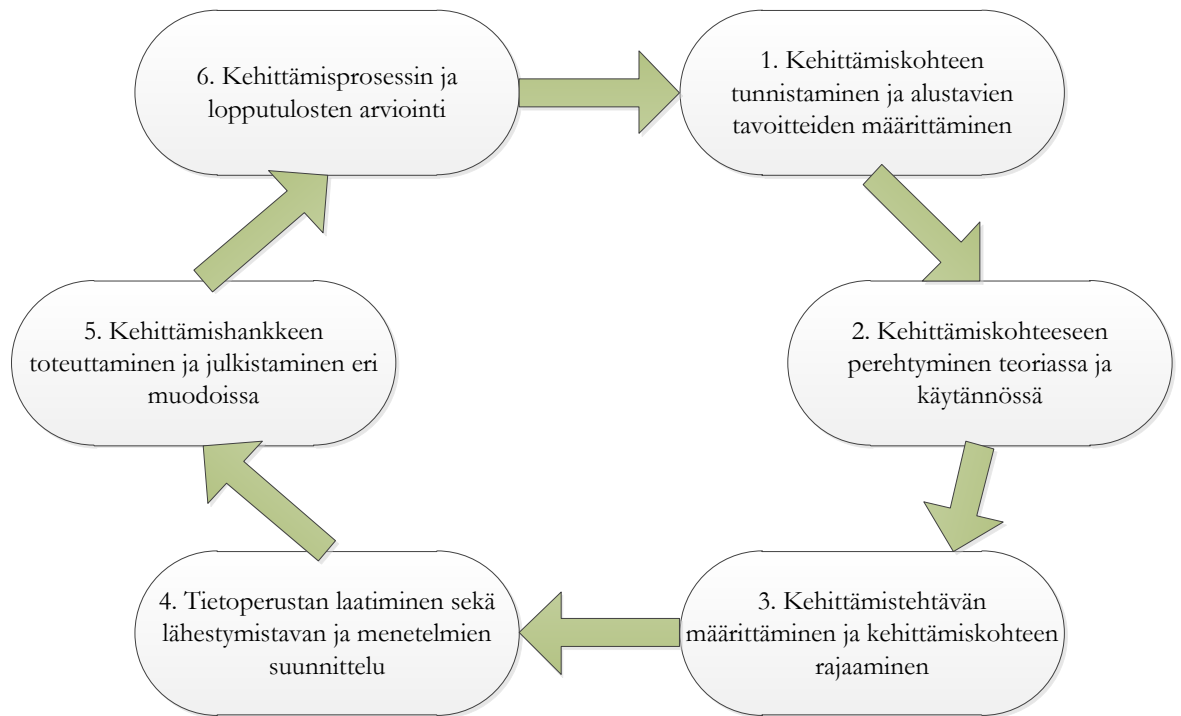 1. Kehittämiskohteen
tunnistaminen ja alustavien
tavoitteiden määrittäminen
2. Kehittämiskohteeseen
perehtyminen teoriassa ja
käytännössä
3. Kehittämistehtävän
määrittäminen ja kehittämiskohteen
rajaaminen
4. Tietoperustan laatiminen sekä
lähestymistavan ja menetelmien
suunnittelu
5. Kehittämishankkeen
toteuttaminen ja julkistaminen eri
muodoissa
6. Kehittämisprosessin ja
lopputulosten arviointi